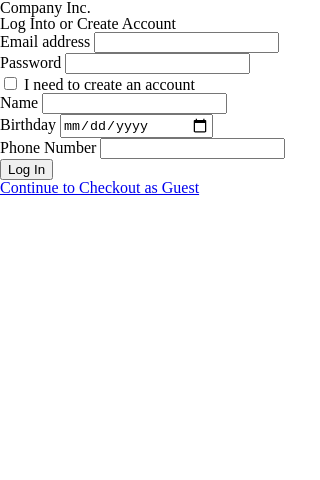 Company Inc.
Log Into or Create Account
Email address
Password
I need to create an account
Name
Birthday mm/dd/yyyy
Phone Number
Log In
Continue to Checkout as Guest